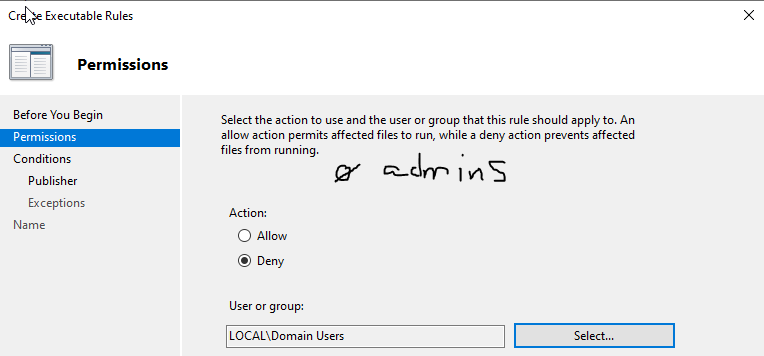 Create Executable Rules
Permissions
Before You Begin
Permissions
Conditions
Publisher
Exceptions
Name
Select the action to use and the user or group that this rule should apply to. An
allow action permits affected files to run, while a deny action prevents affected
files from running.
Ø admins
Action:
Allow
Deny
User or group:
LOCAL\Domain Users
Select...